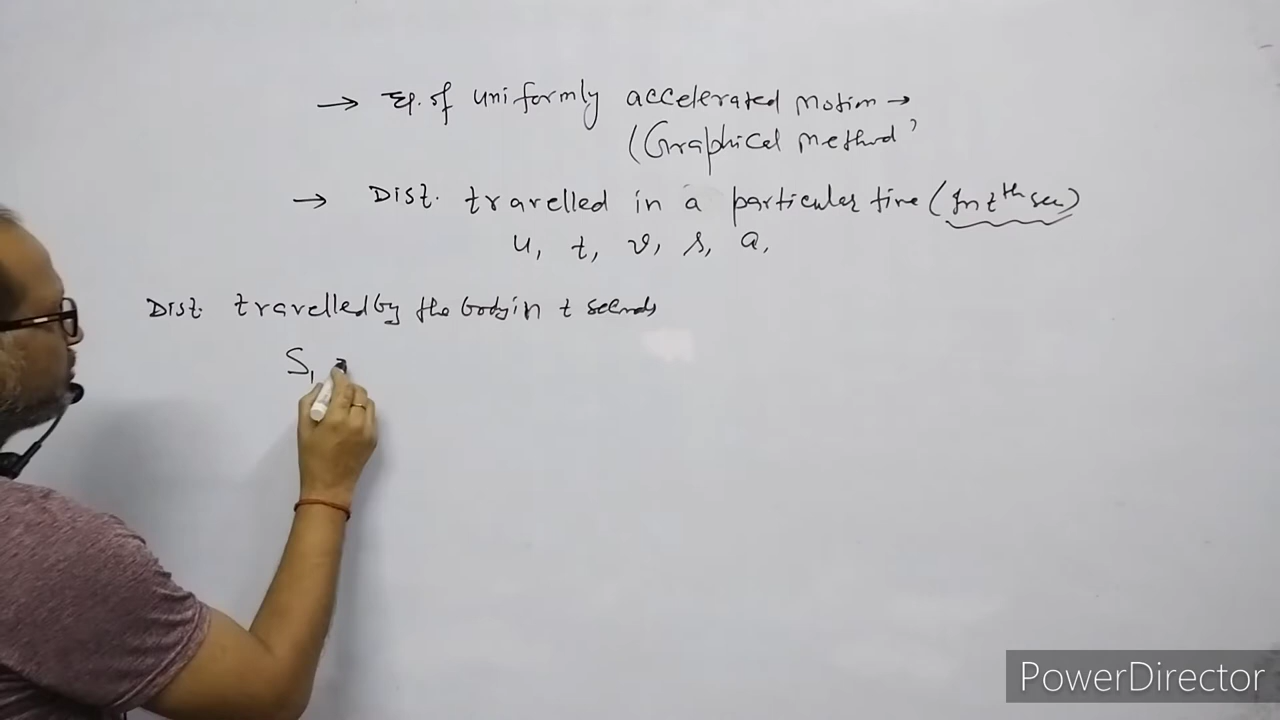 → Eq. of uniformly accelerated motion →
(Graphical method)
→ Dist. travelled in a particular time (In tth sec)
u, t, v, s, a,
Dist. travelled by the body in t seconds
S1 =
PowerDirector